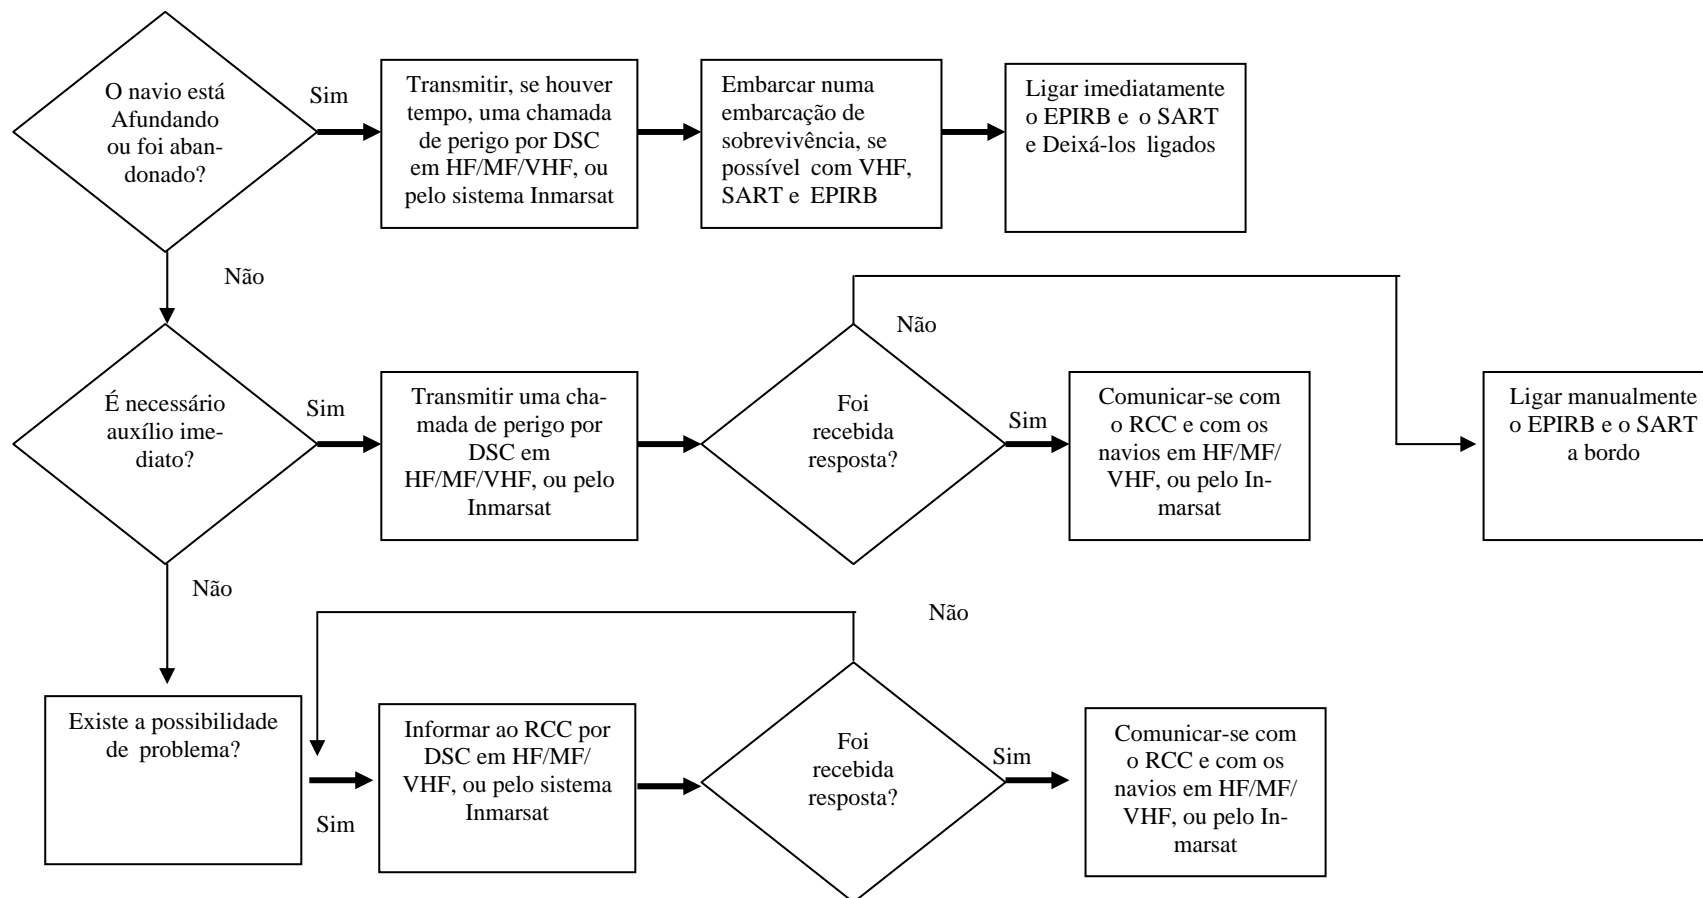 O navio está
Afundando
ou foi aban-
donado?
Sim
Transmitir, se houver
tempo, uma chamada
de perigo por DSC
em HF/MF/VHF, ou
pelo sistema Inmarsat
Embarcar numa
embarcação de
sobrevivência, se
possível com VHF,
SART e EPIRB
Ligar imediatamente
o EPIRB e o SART
e Deixá-los ligados
Não
É necessário
auxílio ime-
diato?
Sim
Transmitir uma cha-
mada de perigo por
DSC em
HF/MF/VHF, ou pelo
Inmarsat
Foi
recebida
resposta?
Não
Sim
Comunicar-se com
o RCC e com os
navios em HF/MF/
VHF, ou pelo In-
marsat
Ligar manualmente
o EPIRB e o SART
a bordo
Não
Existe a possibilidade
de problema?
Sim
Informar ao RCC por
DSC em HF/MF/
VHF, ou pelo sistema
Inmarsat
Foi
recebida
resposta?
Não
Sim
Comunicar-se com
o RCC e com os
navios em HF/MF/
VHF, ou pelo In-
marsat